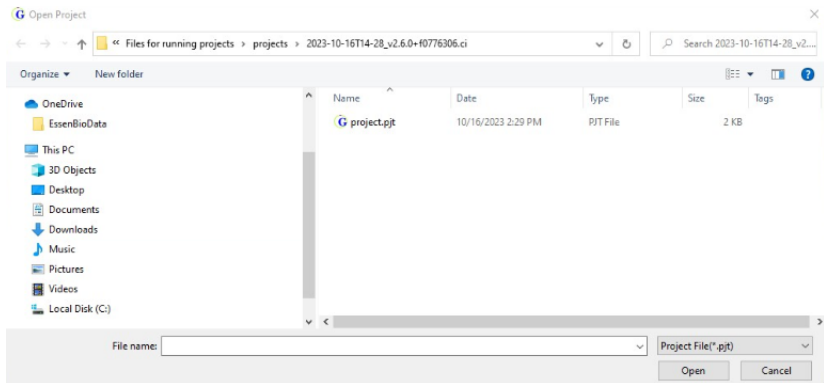 G Open Project
« Files for running projects > projects > 2023-10-16T14-28_v2.6.0+f0776306.ci
Search 2023-10-16T14-28_v2....
Organize New folder ?
OneDrive
EssenBioData
This PC
3D Objects
Desktop
Documents
Downloads
Music
Pictures
Videos
Local Disk (C:)
Name Date Type Size Tags
G project.pjt 10/16/2023 2:29 PM PJT File 2 KB
File name: Project File(*.pjt)
Open Cancel